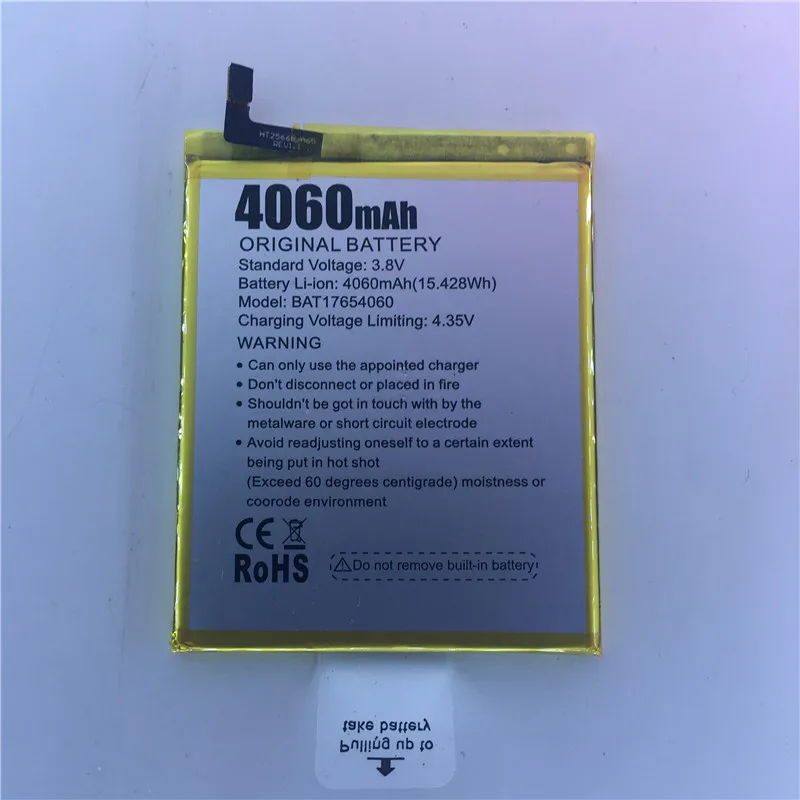 HT2566
REV1.1
4060mAh
ORIGINAL BATTERY
Standard Voltage: 3.8V
Battery Li-ion: 4060mAh(15.428Wh)
Model: BAT17654060
Charging Voltage Limiting: 4.35V
WARNING
• Can only use the appointed charger
• Don't disconnect or placed in fire
• Shouldn't be got in touch with by the
metalware or short circuit electrode
• Avoid readjusting oneself to a certain extent
being put in hot shot
(Exceed 60 degrees centigrade) moistness or
coorode environment
CE
RoHS
Do not remove built-in battery
Pulling up to
take battery